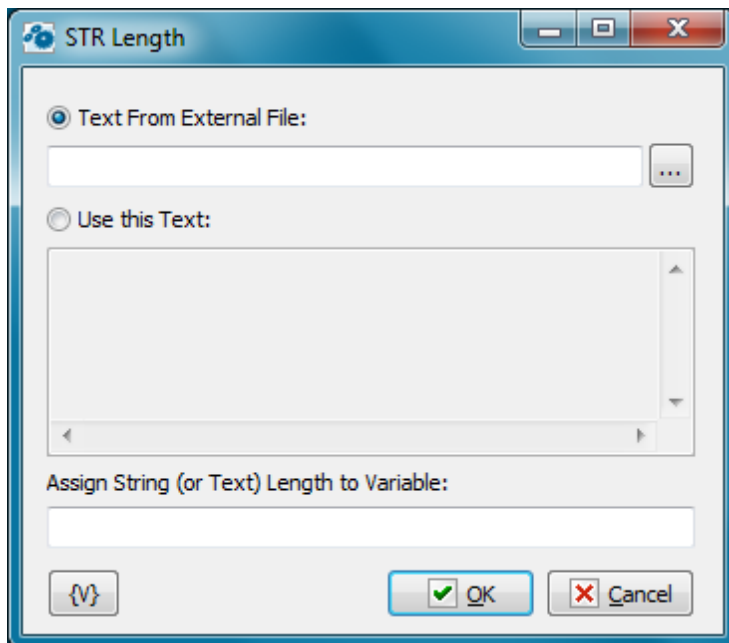 STR Length
Text From External File:
...
Use this Text:
Assign String (or Text) Length to Variable:
{V} OK Cancel